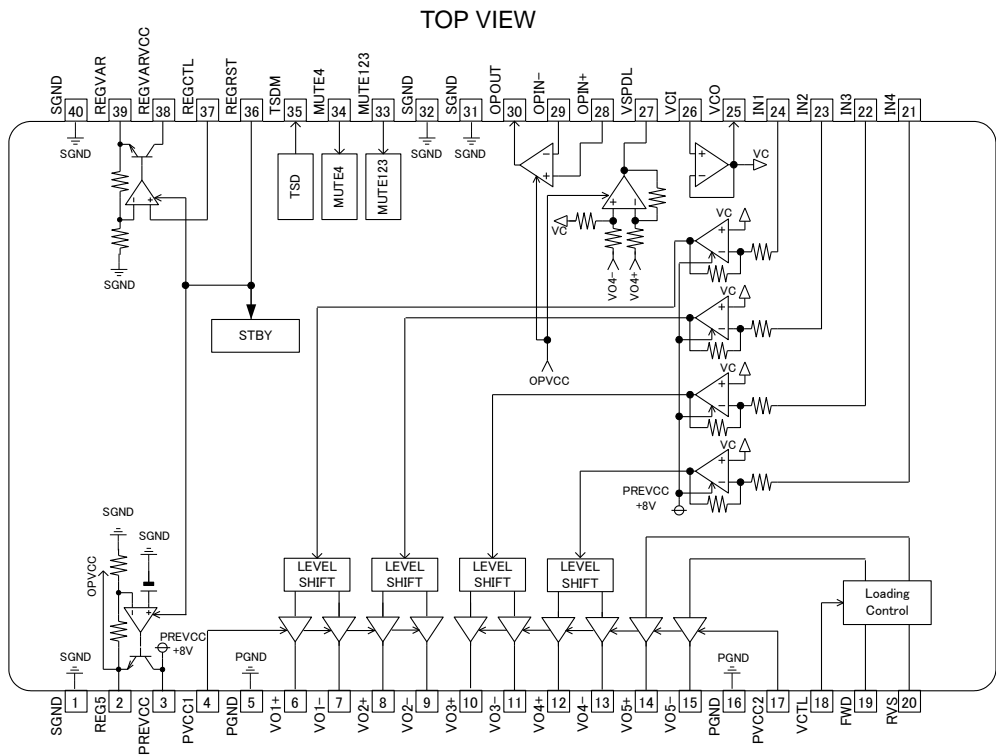 TOP VIEW
SGND
REGVAR
REGVARVCC
REGCTL
REGRST
TSDM
MUTE4
MUTE123
SGND
SGND
OPOUT
OPIN-
OPIN+
VSPDL
VCI
VCO
IN1
IN2
IN3
IN4
40 39 38 37 36 35 34 33 32 31 30 29 28 27 26 25 24 23 22 21
SGND
SGND
SGND
TSD
MUTE4
MUTE123
- +
- +
+ -
+ -
VC
VC
VO4-
VO4+
VC
+ -
SGND
STBY
OPVCC
VC
+ -
VC
+ -
VC
+ -
PREVCC
+8V
SGND
SGND
OPVCC
- +
PREVCC
+8V
LEVEL
SHIFT
LEVEL
SHIFT
LEVEL
SHIFT
LEVEL
SHIFT
Loading
Control
SGND
PGND
PGND
1 2 3 4 5 6 7 8 9 10 11 12 13 14 15 16 17 18 19 20
SGND
REG5
PREVCC
PVCC1
PGND
VO1+
VO1-
VO2+
VO2-
VO3+
VO3-
VO4+
VO4-
VO5+
VO5-
PGND
PVCC2
VCTL
FWD
RVS